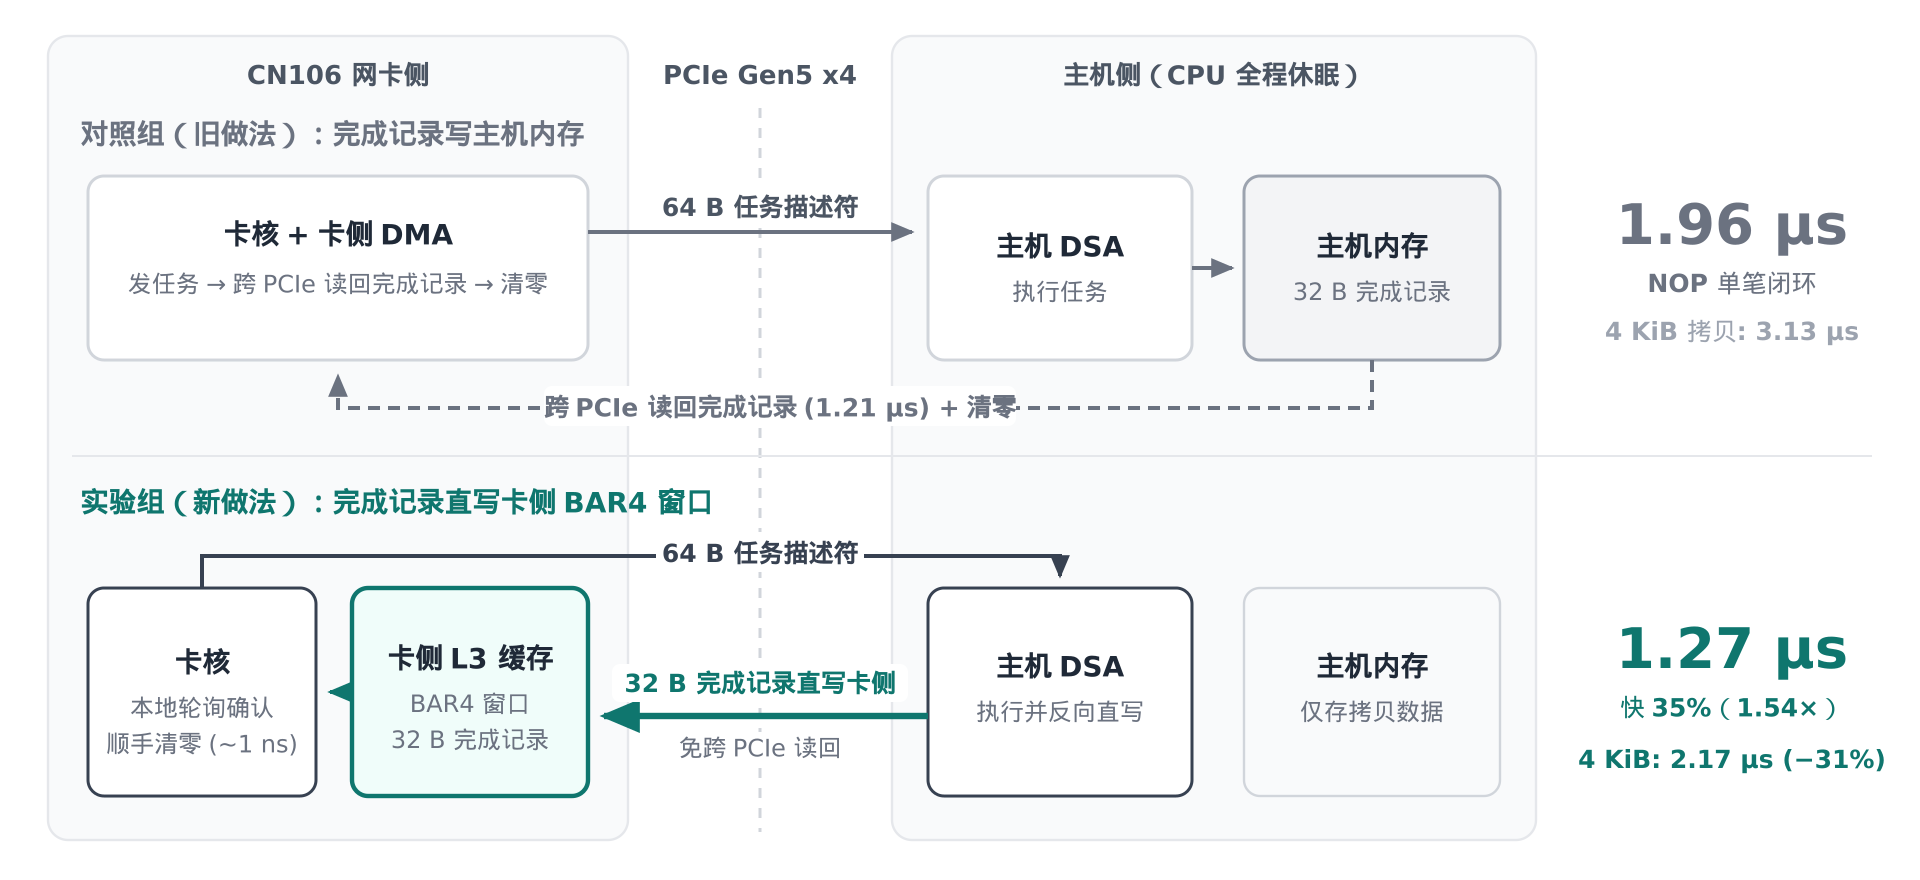 CN106 网卡侧
PCIe Gen5 x4
主机侧（CPU 全程休眠）
对照组（旧做法）：完成记录写主机内存
卡核 + 卡侧 DMA
发任务 → 跨 PCIe 读回完成记录 → 清零
64 B 任务描述符
主机 DSA
执行任务
主机内存
32 B 完成记录
1.96 µs
NOP 单笔闭环
4 KiB 拷贝: 3.13 µs
跨 PCIe 读回完成记录 (1.21 µs) + 清零
实验组（新做法）：完成记录直写卡侧 BAR4 窗口
64 B 任务描述符
卡核
本地轮询确认
顺手清零 (~1 ns)
卡侧 L3 缓存
BAR4 窗口
32 B 完成记录
32 B 完成记录直写卡侧
免跨 PCIe 读回
主机 DSA
执行并反向直写
主机内存
仅存拷贝数据
1.27 µs
快 35%（1.54×）
4 KiB: 2.17 µs (−31%)